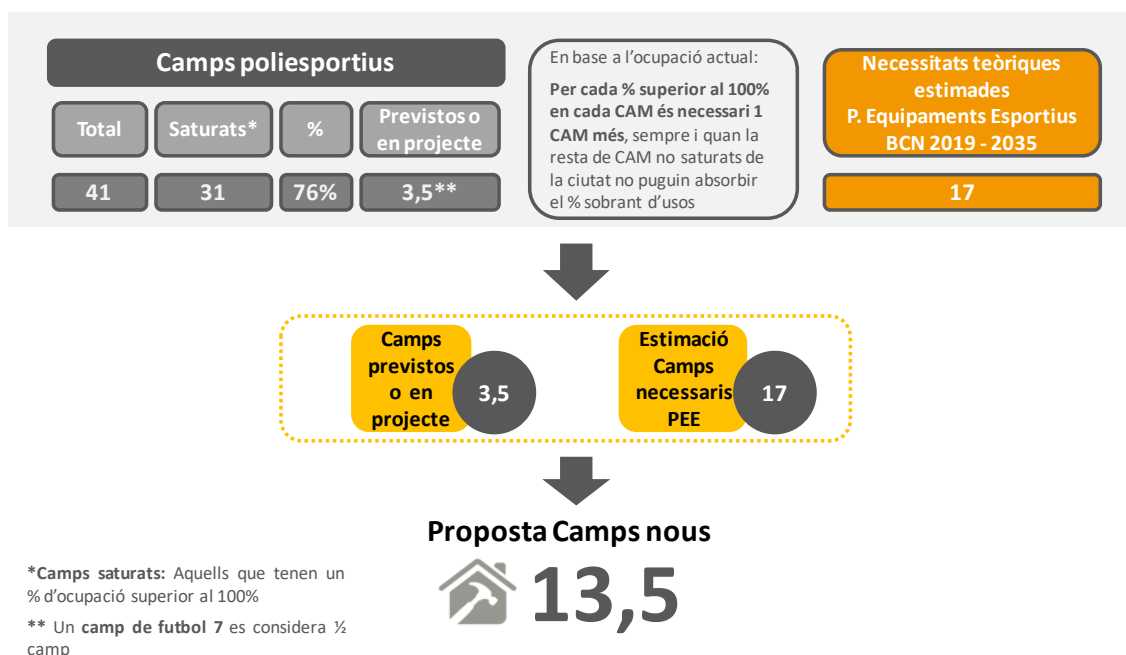 Camps poliesportius
Total
Saturats*
%
Previstos o
en projecte
41
31
76%
3,5**
En base a l'ocupació actual:
Per cada % superior al 100%
en cada CAM és necessari 1
CAM més, sempre i quan la
resta de CAM no saturats de
la ciutat no puguin absorbir
el % sobrant d'usos
Necessitats teòriques
estimades
P. Equipaments Esportius
BCN 2019 - 2035
17
Camps
previstos
o en
projecte
3,5
Estimació
Camps
necessaris
PEE
17
Proposta Camps nous
13,5
*Camps saturats: Aquells que tenen un
% d'ocupació superior al 100%
** Un camp de futbol 7 es considera ½
camp